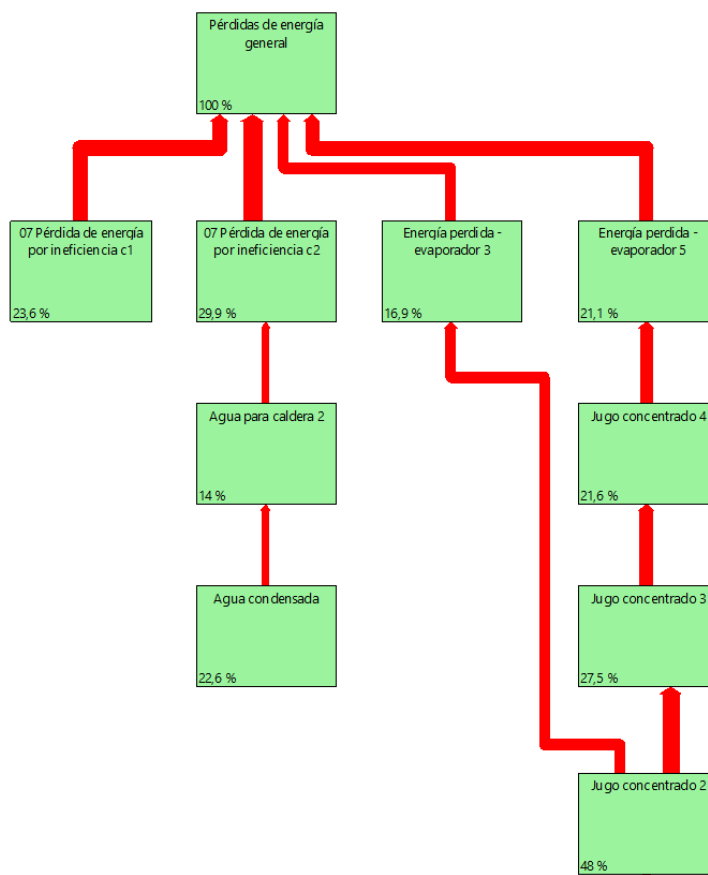 Pérdidas de energía
general
100 %
07 Pérdida de energía
por ineficiencia c1
23,6 %
07 Pérdida de energía
por ineficiencia c2
29,9 %
Energía perdida -
evaporador 3
16,9 %
Energía perdida -
evaporador 5
21,1 %
Agua para caldera 2
14 %
Jugo concentrado 4
21,6 %
Agua condensada
22,6 %
Jugo concentrado 3
27,5 %
Jugo concentrado 2
48 %